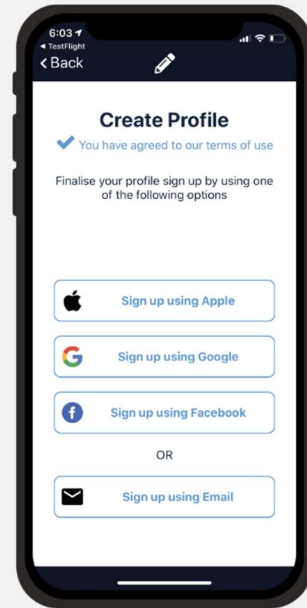 6:03
TestFlight
Back
Create Profile
You have agreed to our terms of use
Finalise your profile sign up by using one
of the following options
Sign up using Apple
G Sign up using Google
f Sign up using Facebook
OR
Sign up using Email